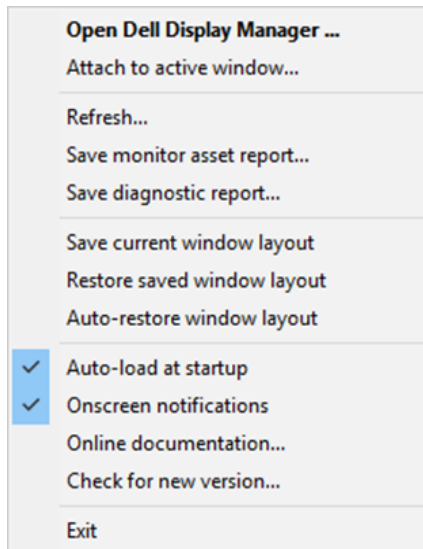 Open Dell Display Manager ...
Attach to active window...
Refresh...
Save monitor asset report...
Save diagnostic report...
Save current window layout
Restore saved window layout
Auto-restore window layout
Auto-load at startup
Onscreen notifications
Online documentation...
Check for new version...
Exit